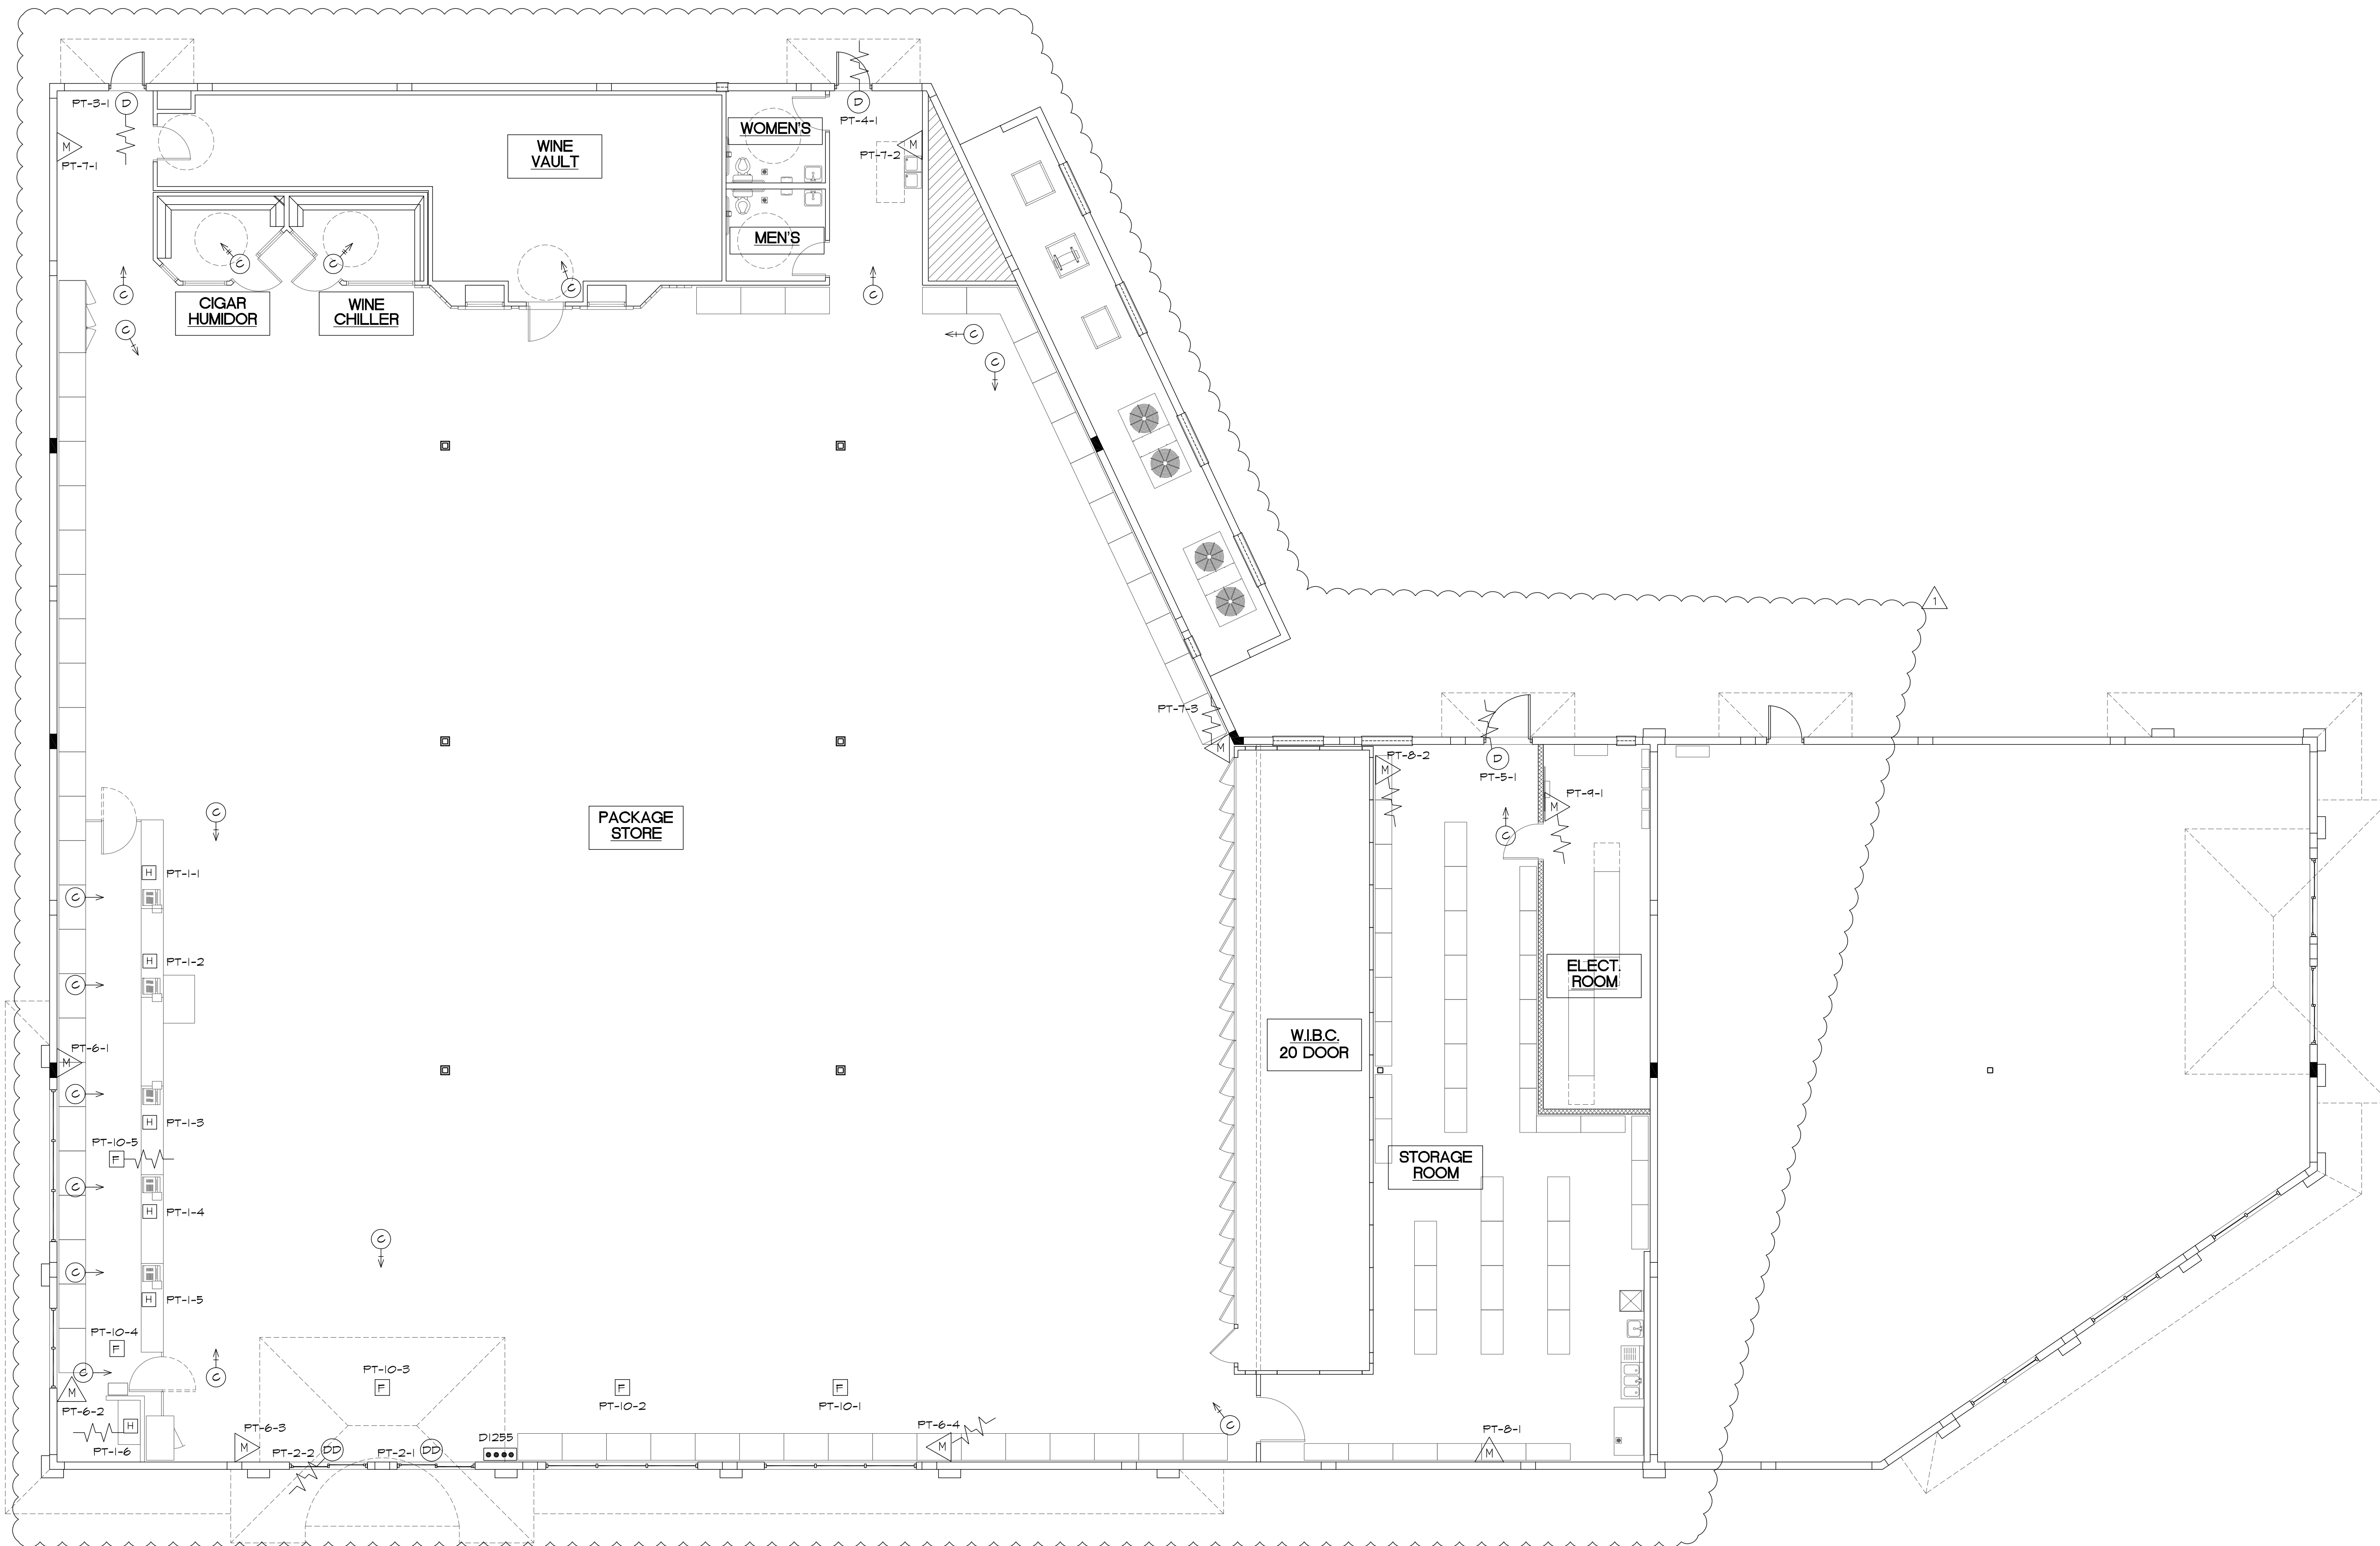 PT-3-1
D
M
PT-7-1
WINE
VAULT
WOMEN'S
MEN'S
D
PT-4-1
PT-7-2
M
C
C
C
C
C
C
CIGAR
HUMIDOR
WINE
CHILLER
C
C
C
1
PT-7-3
M
M
PT-8-2
D
PT-5-1
M
PT-9-1
C
PACKAGE
STORE
C
H
PT-1-1
C
H
PT-1-2
C
ELECT.
ROOM
W.I.B.C.
20 DOOR
PT-6-1
M
C
H
PT-1-3
PT-10-5
F
STORAGE
ROOM
C
H
PT-1-4
C
C
H
PT-1-5
PT-10-4
F
C
C
PT-10-3
F
F
PT-10-2
F
PT-10-1
M
PT-6-2
H
PT-1-6
PT-6-3
M
PT-2-2
DD
PT-2-1
DD
D1255
PT-6-4
M
C
PT-8-1
M